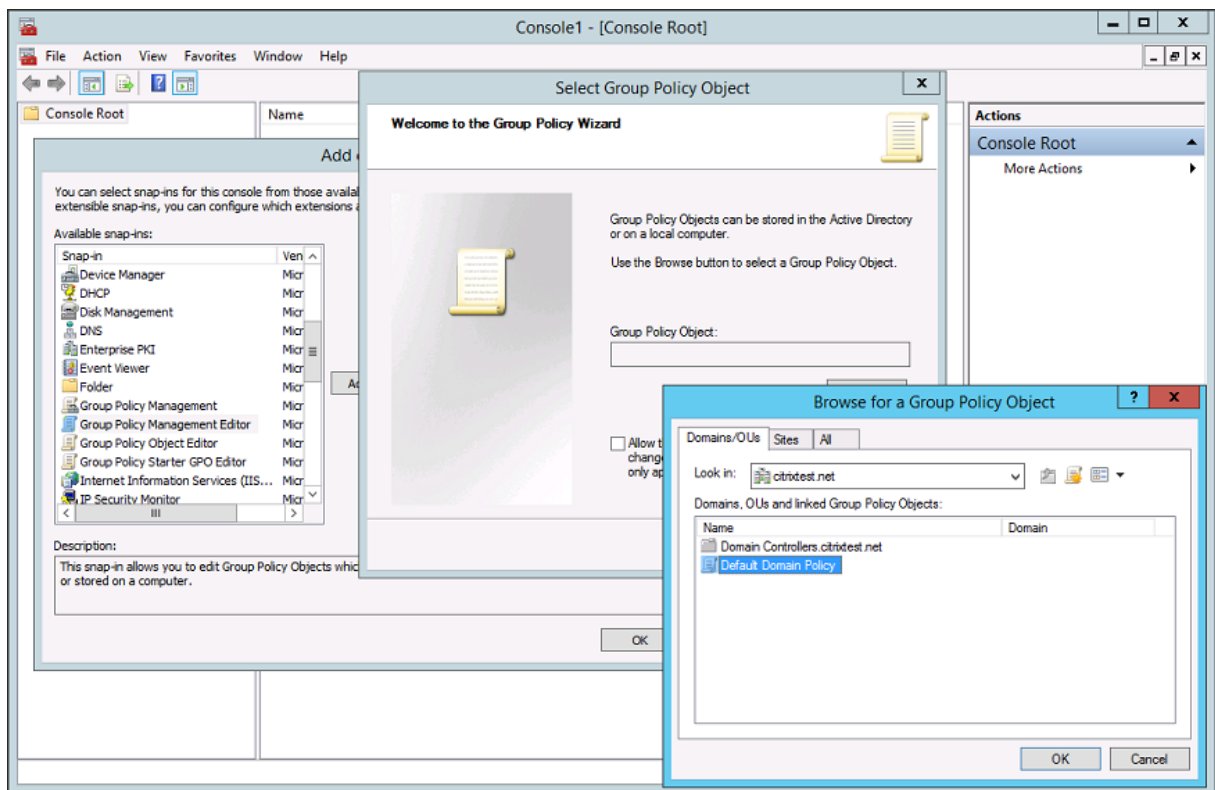 Console1 - [Console Root]
File Action View Favorites Window Help
Console Root
Name
Actions
Console Root
More Actions
Add
You can select snap-ins for this console from those availal
extensible snap-ins, you can configure which extensions a
Available snap-ins:
Snap-in Ven
Device Manager Micr
DHCP Micr
Disk Management Micr
DNS Micr
Enterprise PKI Micr
Event Viewer Micr
Folder Micr
Group Policy Management Micr
Group Policy Management Editor Micr
Group Policy Object Editor Micr
Group Policy Starter GPO Editor Micr
Internet Information Services (IIS... Micr
IP Security Monitor Micr
Description:
This snap-in allows you to edit Group Policy Objects whic
or stored on a computer.
OK
Select Group Policy Object
Welcome to the Group Policy Wizard
Group Policy Objects can be stored in the Active Directory
or on a local computer.
Use the Browse button to select a Group Policy Object.
Group Policy Object:
Allow t
chang
only ap
Browse for a Group Policy Object
Domains/OUs Sites All
Look in: citrixtest.net
Domains, OUs and linked Group Policy Objects:
Name Domain
Domain Controllers.citrixtest.net
Default Domain Policy
OK Cancel